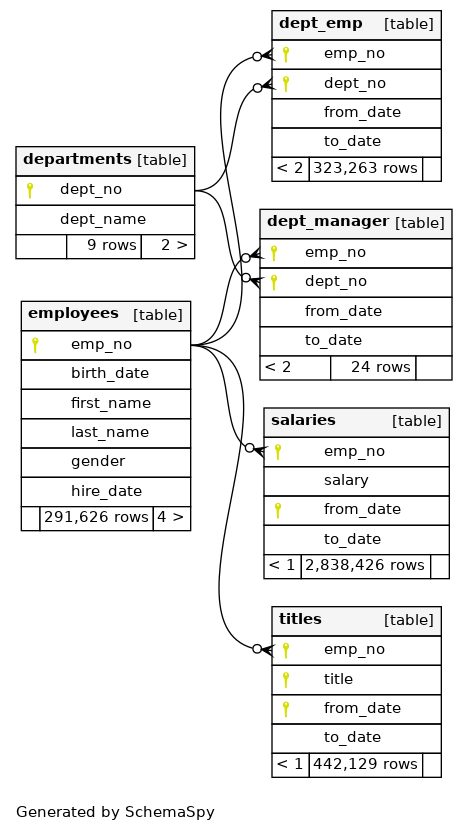 dept_emp [table]
emp_no
dept_no
from_date
to_date
< 2 323,263 rows
departments [table]
dept_no
dept_name
9 rows 2 >
dept_manager [table]
emp_no
dept_no
from_date
to_date
< 2 24 rows
employees [table]
emp_no
birth_date
first_name
last_name
gender
hire_date
291,626 rows 4 >
salaries [table]
emp_no
salary
from_date
to_date
< 1 2,838,426 rows
titles [table]
emp_no
title
from_date
to_date
< 1 442,129 rows
Generated by SchemaSpy